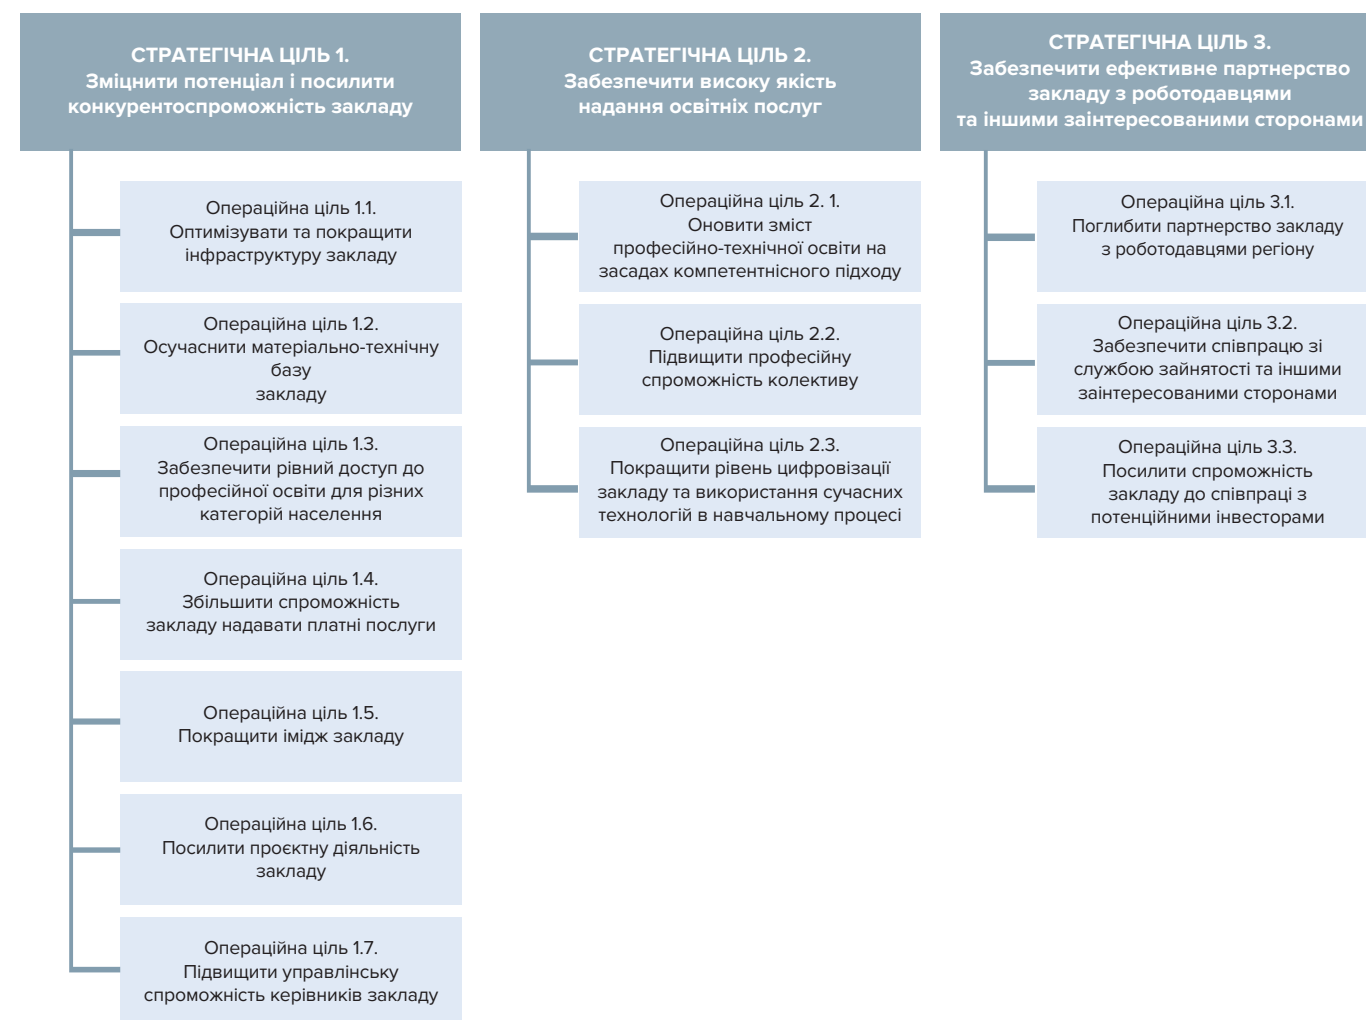 СТРАТЕГІЧНА ЦІЛЬ 1.
Зміцнити потенціал і посилити
конкурентоспроможність закладу
Операційна ціль 1.1.
Оптимізувати та покращити
інфраструктуру закладу
Операційна ціль 1.2.
Осучаснити матеріально-технічну
базу
закладу
Операційна ціль 1.3.
Забезпечити рівний доступ до
професійної освіти для різних
категорій населення
Операційна ціль 1.4.
Збільшити спроможність
закладу надавати платні послуги
Операційна ціль 1.5.
Покращити імідж закладу
Операційна ціль 1.6.
Посилити проєктну діяльність
закладу
Операційна ціль 1.7.
Підвищити управлінську
спроможність керівників закладу
СТРАТЕГІЧНА ЦІЛЬ 2.
Забезпечити високу якість
надання освітніх послуг
Операційна ціль 2. 1.
Оновити зміст
професійно-технічної освіти на
засадах компетентнісного підходу
Операційна ціль 2.2.
Підвищити професійну
спроможність колективу
Операційна ціль 2.3.
Покращити рівень цифровізації
закладу та використання сучасних
технологій в навчальному процесі
СТРАТЕГІЧНА ЦІЛЬ 3.
Забезпечити ефективне партнерство
закладу з роботодавцями
та іншими заінтересованими сторонами
Операційна ціль 3.1.
Поглибити партнерство закладу
з роботодавцями регіону
Операційна ціль 3.2.
Забезпечити співпрацю зі
службою зайнятості та іншими
заінтересованими сторонами
Операційна ціль 3.3.
Посилити спроможність
закладу до співпраці з
потенційними інвесторами